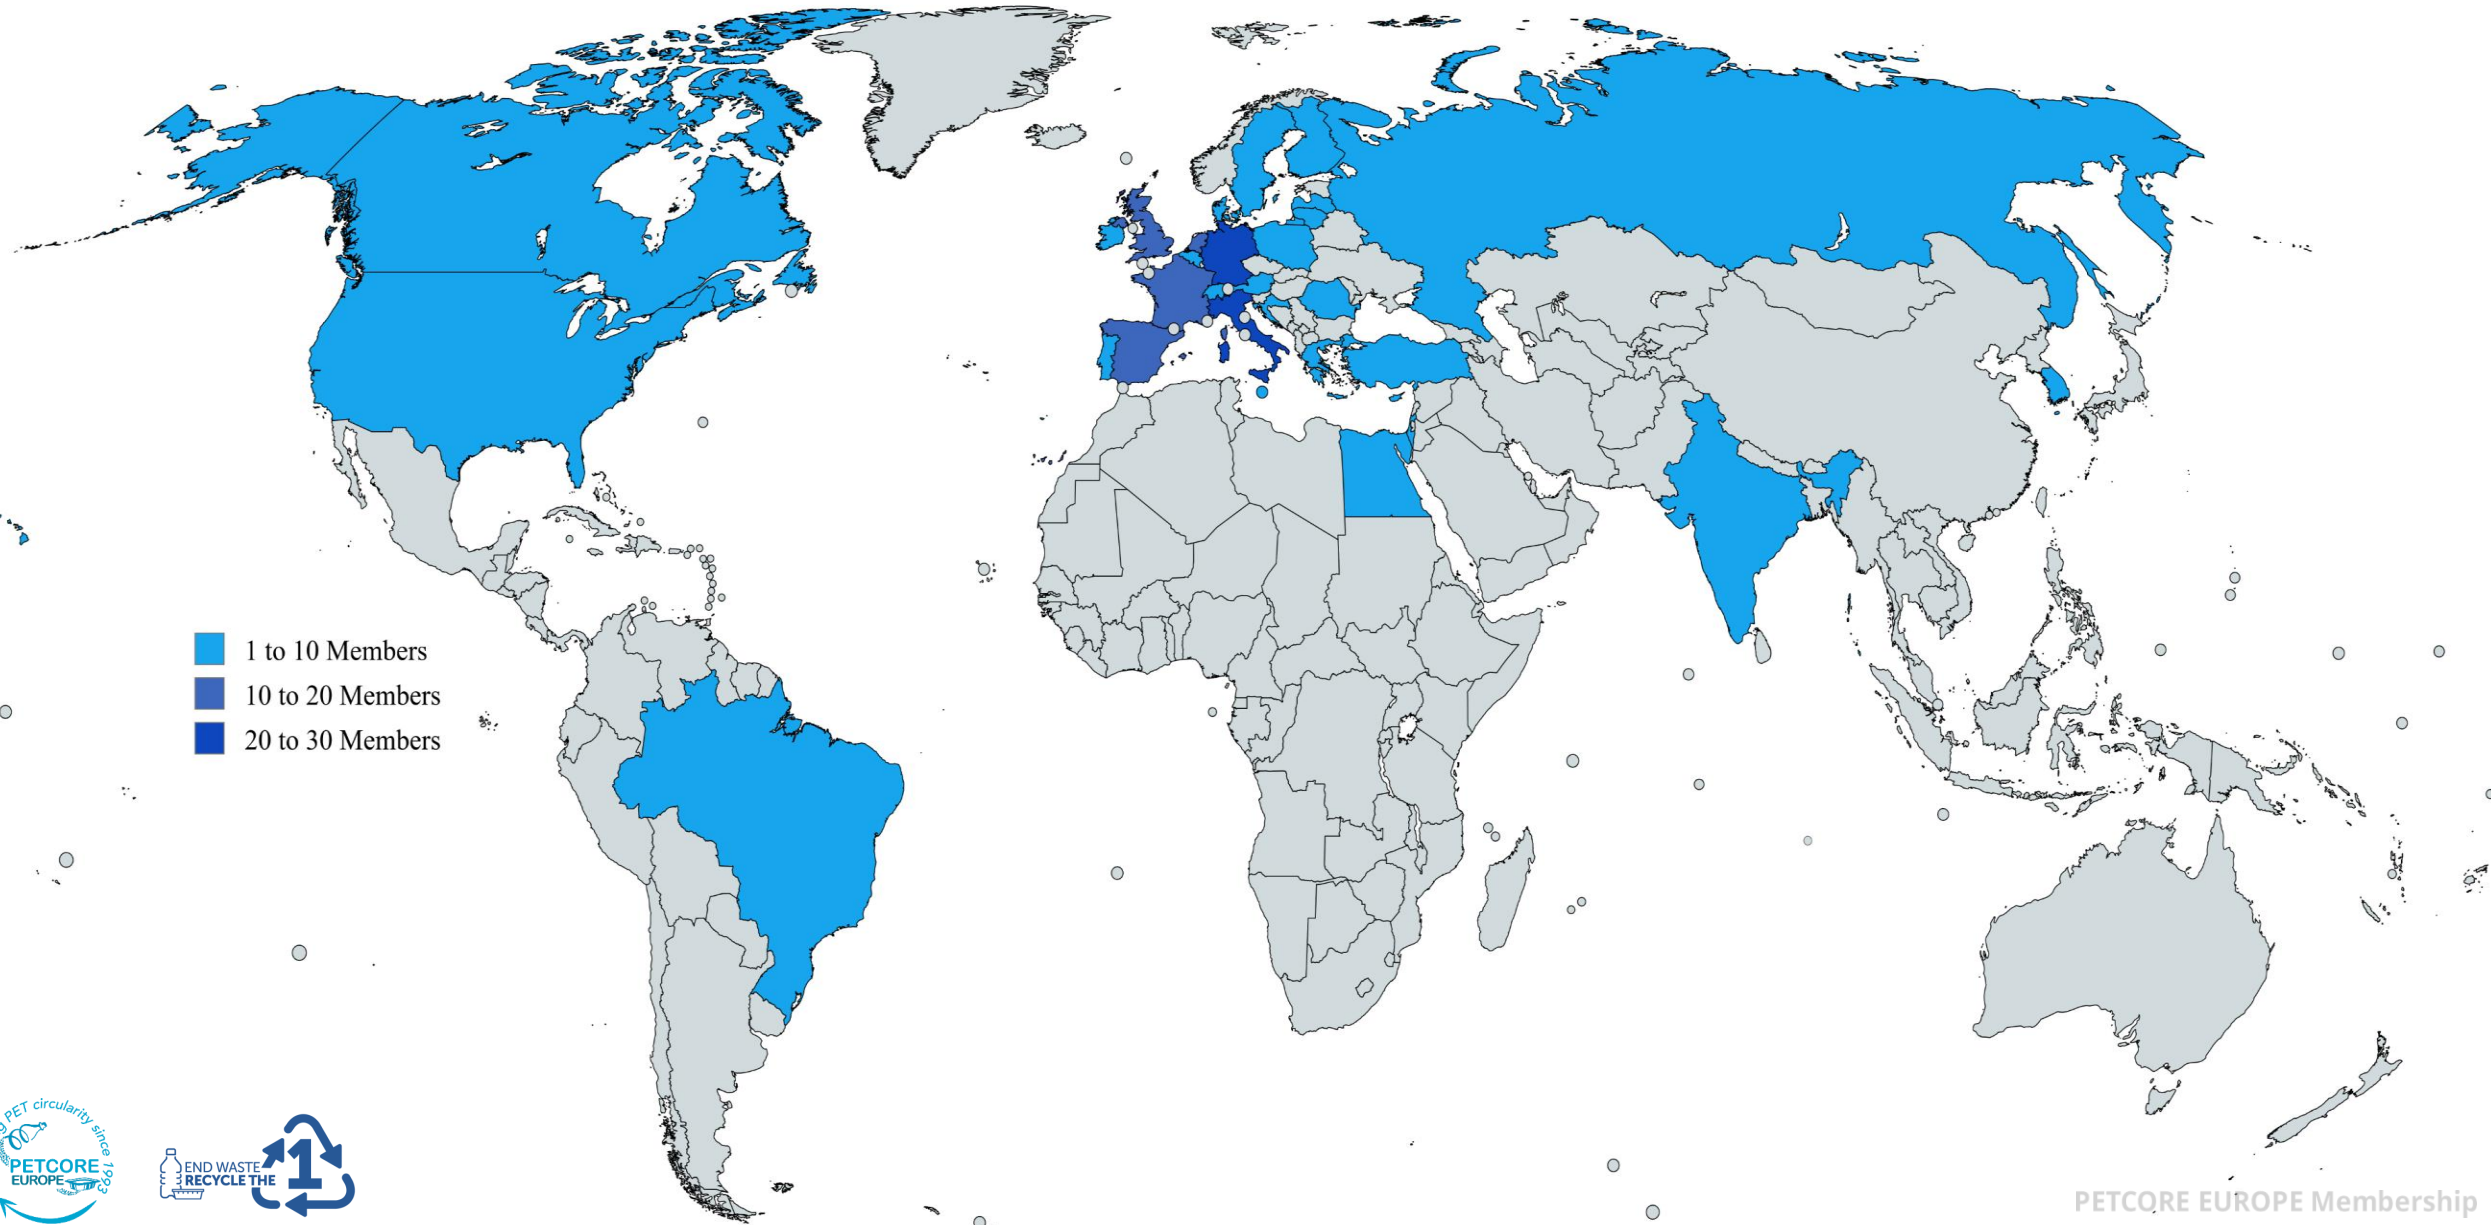 1 to 10 Members
10 to 20 Members
20 to 30 Members
PET circularity since 1993
PETCORE
EUROPE
END WASTE
RECYCLE THE
1
PETCORE EUROPE Membership